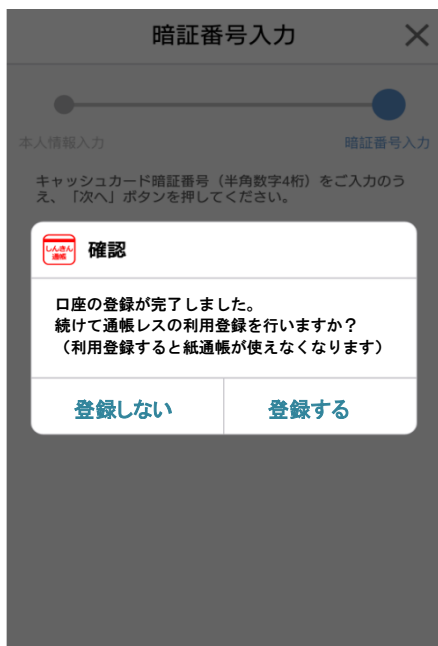 暗証番号入力
本人情報入力
暗証番号入力
キャッシュカード暗証番号（半角数字4桁）をご入力のう
え、「次へ」ボタンを押してください。
しんきん
通帳
確認
口座の登録が完了しました。
続けて通帳レスの利用登録を行いますか？
（利用登録すると紙通帳が使えなくなります）
登録しない
登録する